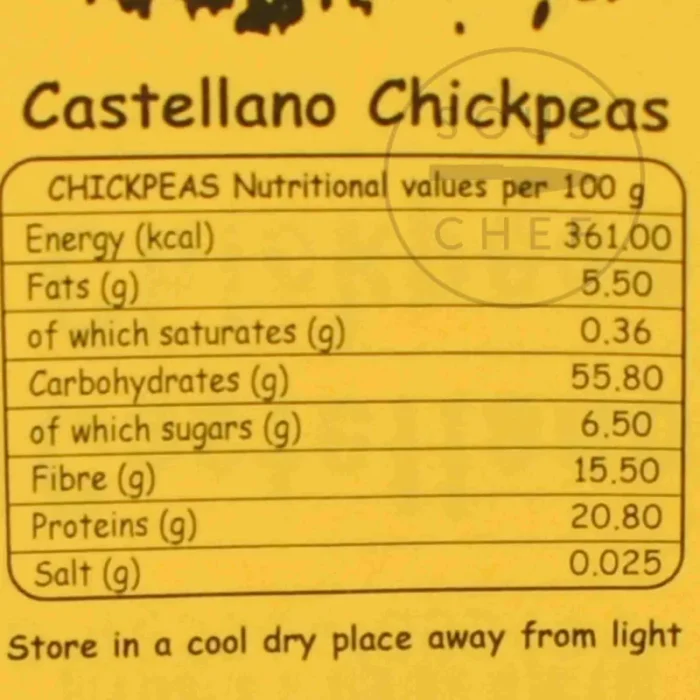 Castellano Chickpeas
CHICKPEAS Nutritional values per 100 g
Energy (kcal) 361.00
Fats (g) 5.50
of which saturates (g) 0.36
Carbohydrates (g) 55.80
of which sugars (g) 6.50
Fibre (g) 15.50
Proteins (g) 20.80
Salt (g) 0.025
Store in a cool dry place away from light
SOUS
CHEF